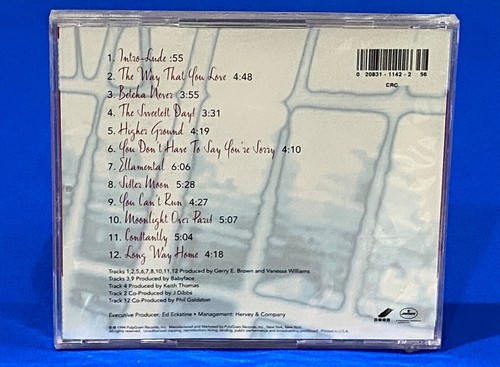 1. Intro-Lude :55
2. The Way That You Love 4:48
3. Betcha Never 3:55
4. The Sweetest Days 3:31
5. Higher Ground 4:19
6. You Don't Have To Say You're Sorry 4:10
7. Ellamental 6:06
8. Sister Moon 5:28
9. You Can't Run 4:27
10. Moonlight Over Paris 5:07
11. Constantly 5:04
12. Long Way Home 4:18
0 20831-1142-2 56
CRC
Tracks 1,2,5,6,7,8,10,11,12 Produced by Gerry E. Brown and Vanessa Williams
Tracks 3,9 Produced by Babyface
Track 4 Produced by Keith Thomas
Track 2 Co-Produced by J.Dibbs
Track 12 Co-Produced by Phil Galdston
Executive Producer: Ed Eckstine • Management: Hervey & Company